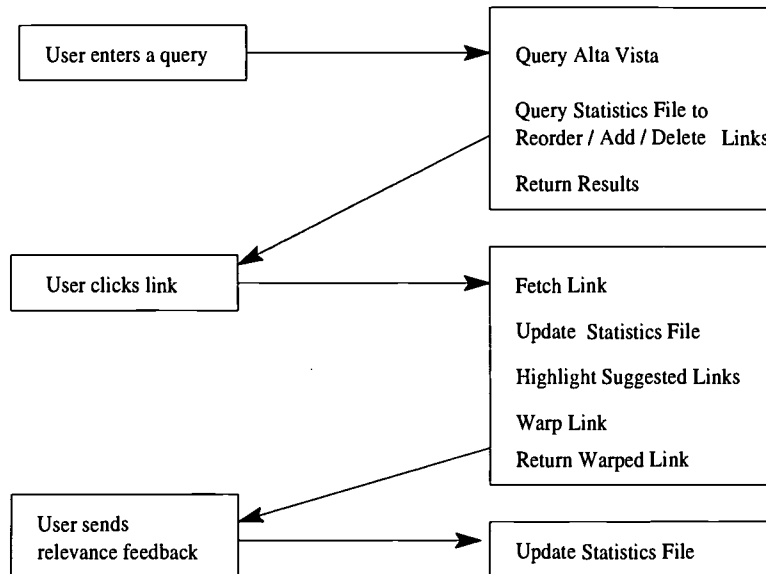 User enters a query
Query Alta Vista
Query Statistics File to
Reorder / Add / Delete Links
Return Results
User clicks link
Fetch Link
Update Statistics File
Highlight Suggested Links
Warp Link
Return Warped Link
User sends
relevance feedback
Update Statistics File